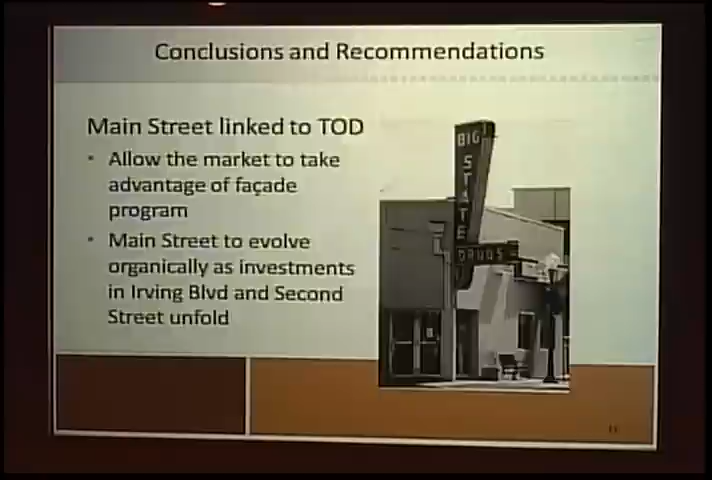 Conclusions and Recommendations
Main Street linked to TOD
• Allow the market to take
advantage of façade
program
• Main Street to evolve
organically as investments
in Irving Blvd and Second
Street unfold
BIG
STATE
DRUGS